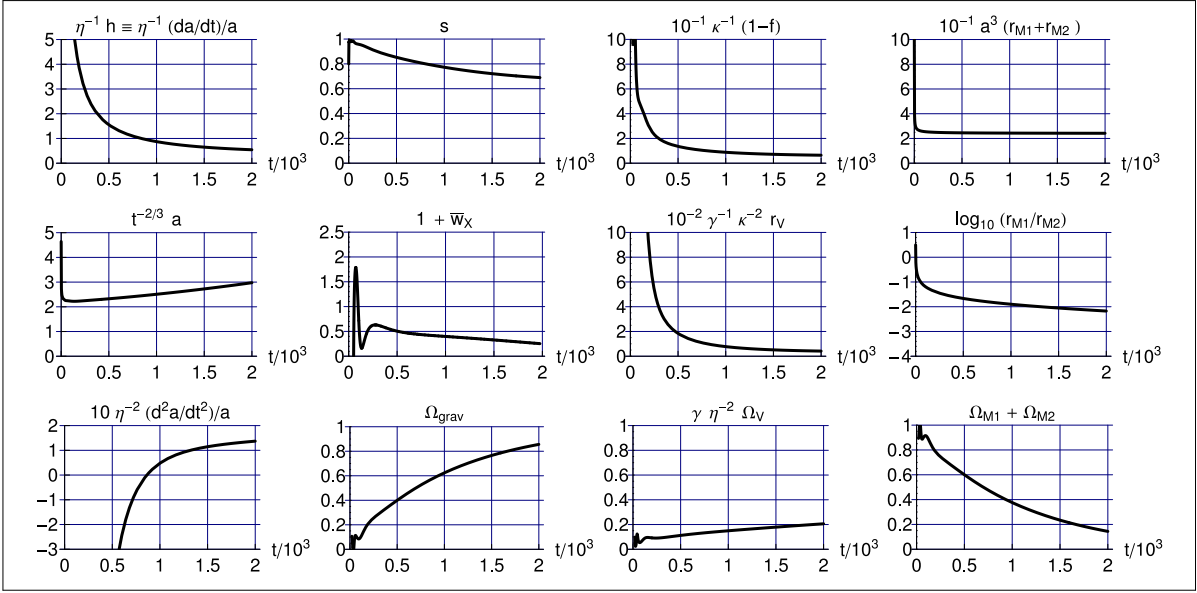 η⁻¹ h ≡ η⁻¹ (da/dt)/a
5
4
3
2
1
0
0 0.5 1 1.5 2
t/10³
s
1
0.8
0.6
0.4
0.2
0
0 0.5 1 1.5 2
t/10³
10⁻¹ κ⁻¹ (1−f)
10
8
6
4
2
0
0 0.5 1 1.5 2
t/10³
10⁻¹ a³ (r_M1+r_M2 )
10
8
6
4
2
0
0 0.5 1 1.5 2
t/10³
t^−2/3 a
5
4
3
2
1
0
0 0.5 1 1.5 2
t/10³
1 + w̅_X
2.5
2
1.5
1
0.5
0
0 0.5 1 1.5 2
t/10³
10⁻² γ⁻¹ κ⁻² r_V
10
8
6
4
2
0
0 0.5 1 1.5 2
t/10³
log₁₀ (r_M1/r_M2)
1
0
−1
−2
−3
−4
0 0.5 1 1.5 2
t/10³
10 η⁻² (d²a/dt²)/a
2
1
0
−1
−2
−3
0 0.5 1 1.5 2
t/10³
Ω_grav
1
0.8
0.6
0.4
0.2
0
0 0.5 1 1.5 2
t/10³
γ η⁻² Ω_V
1
0.8
0.6
0.4
0.2
0
0 0.5 1 1.5 2
t/10³
Ω_M1 + Ω_M2
1
0.8
0.6
0.4
0.2
0
0 0.5 1 1.5 2
t/10³